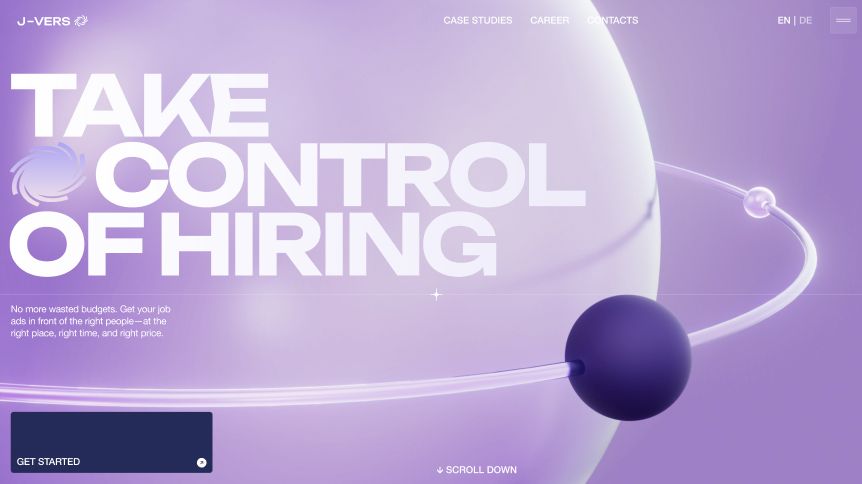 J–VERS
CASE STUDIES
CAREER
CONTACTS
EN | DE
TAKE
CONTROL
OF HIRING
No more wasted budgets. Get your job
ads in front of the right people—at the
right place, right time, and right price.
GET STARTED
↓ SCROLL DOWN